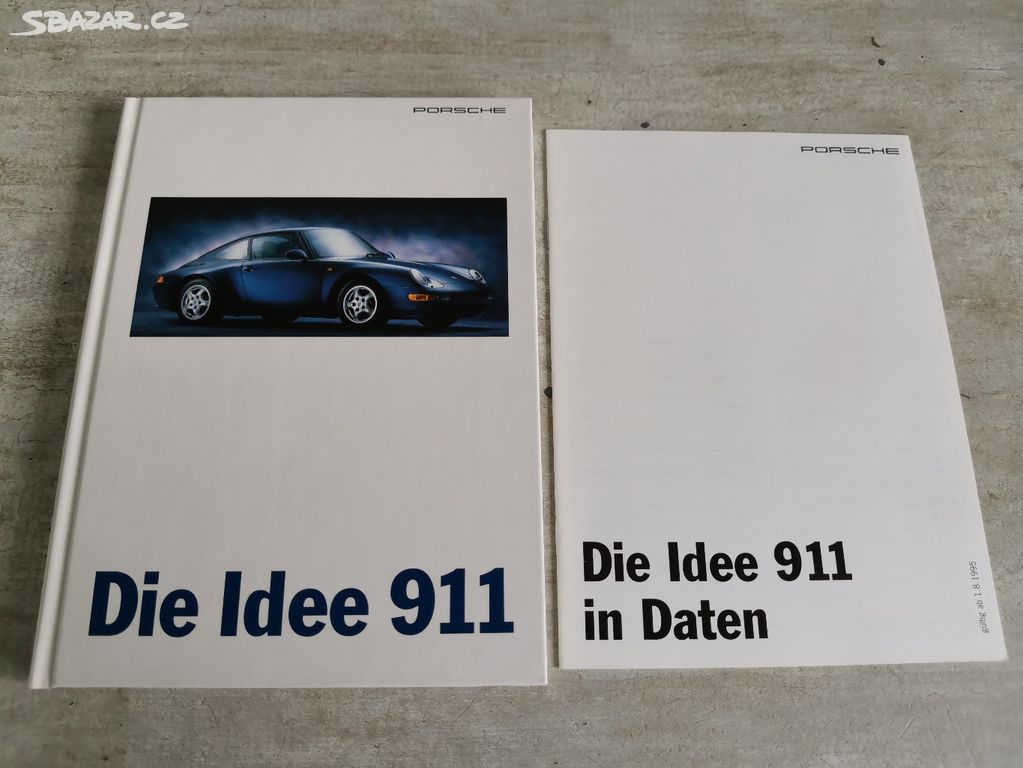 SBAZAR.CZ
PORSCHE
Die Idee 911
PORSCHE
Die Idee 911
in Daten
gültig ab 1.8.1995